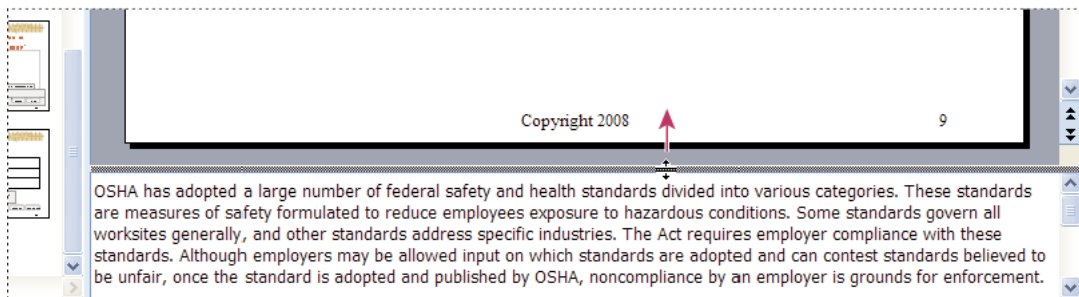 Copyright 2008 9
OSHA has adopted a large number of federal safety and health standards divided into various categories. These standards
are measures of safety formulated to reduce employees exposure to hazardous conditions. Some standards govern all
worksites generally, and other standards address specific industries. The Act requires employer compliance with these
standards. Although employers may be allowed input on which standards are adopted and can contest standards believed to
be unfair, once the standard is adopted and published by OSHA, noncompliance by an employer is grounds for enforcement.